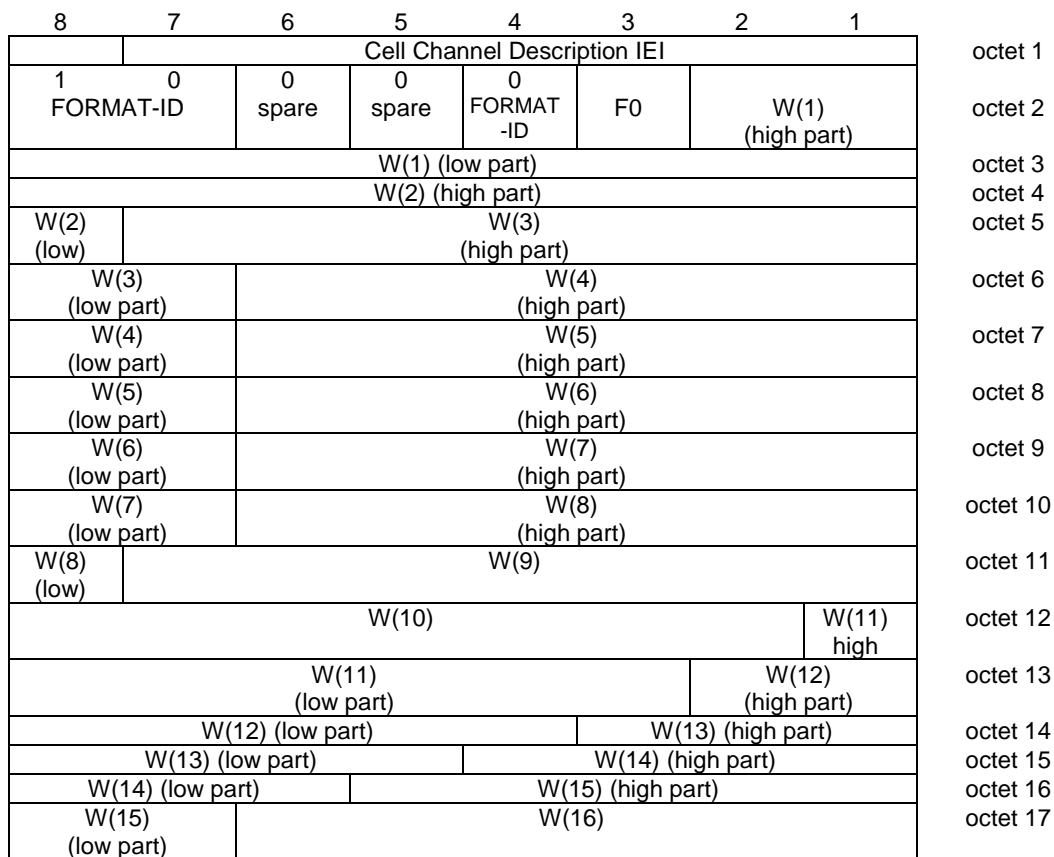 8 7 6 5 4 3 2 1
Cell Channel Description IEI octet 1
1 0 0 0 0
FORMAT-ID spare spare FORMAT F0 W(1) octet 2
-ID (high part)
W(1) (low part) octet 3
W(2) (high part) octet 4
W(2) W(3) octet 5
(low) (high part)
W(3) W(4) octet 6
(low part) (high part)
W(4) W(5) octet 7
(low part) (high part)
W(5) W(6) octet 8
(low part) (high part)
W(6) W(7) octet 9
(low part) (high part)
W(7) W(8) octet 10
(low part) (high part)
W(8) W(9) octet 11
(low)
W(10) W(11) octet 12
high
W(11) W(12) octet 13
(low part) (high part)
W(12) (low part) W(13) (high part) octet 14
W(13) (low part) W(14) (high part) octet 15
W(14) (low part) W(15) (high part) octet 16
W(15) W(16) octet 17
(low part)